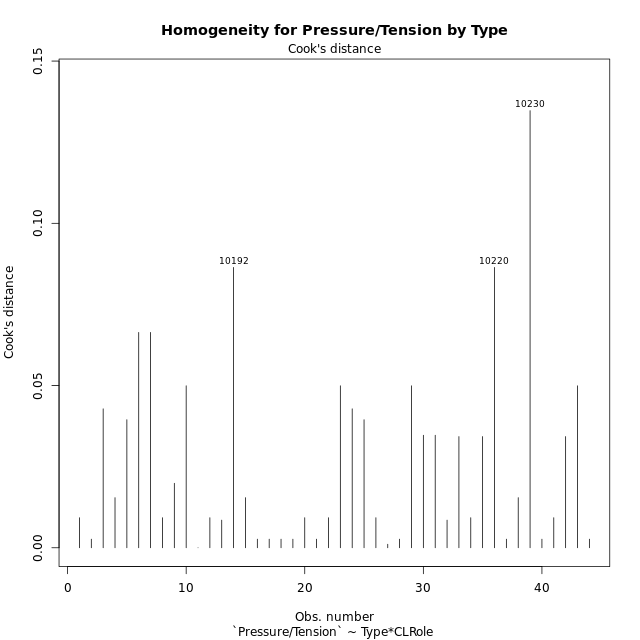 Homogeneity for Pressure/Tension by Type
Cook's distance
0.15
10230
0.10
10192
10220
Cook's distance
0.05
0.00
0 10 20 30 40
Obs. number
`Pressure/Tension` ~ Type*CLRole